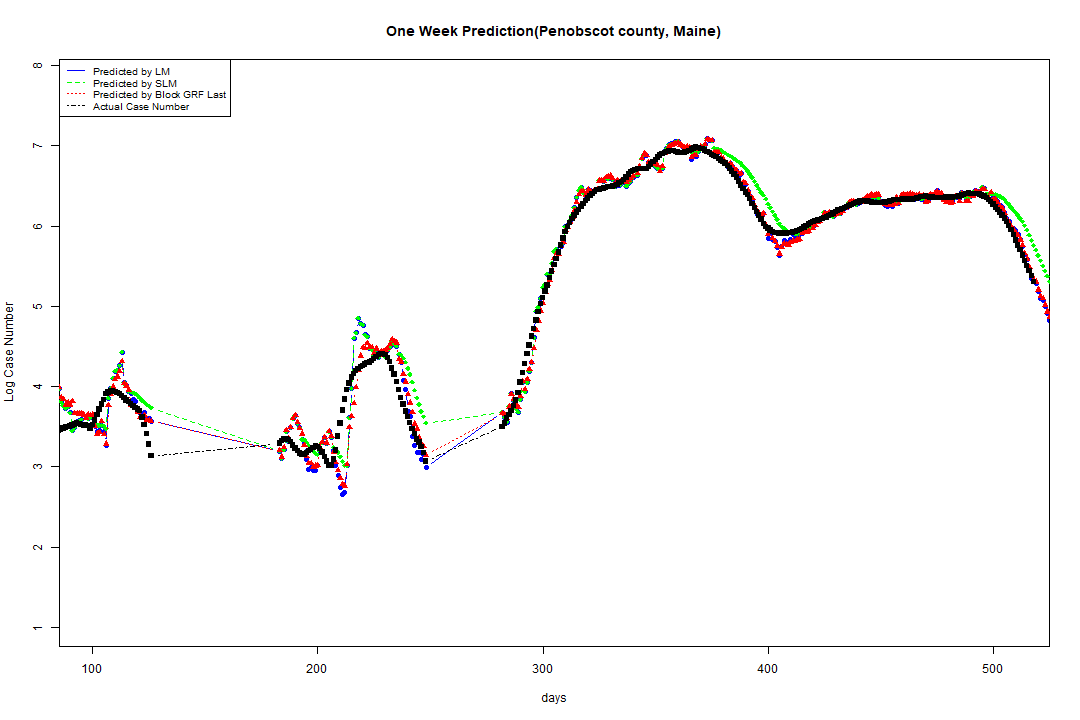 One Week Prediction(Penobscot county, Maine)
Predicted by LM
Predicted by SLM
Predicted by Block GRF Last
Actual Case Number
8
7
6
5
4
3
2
1
Log Case Number
100 200 300 400 500
days